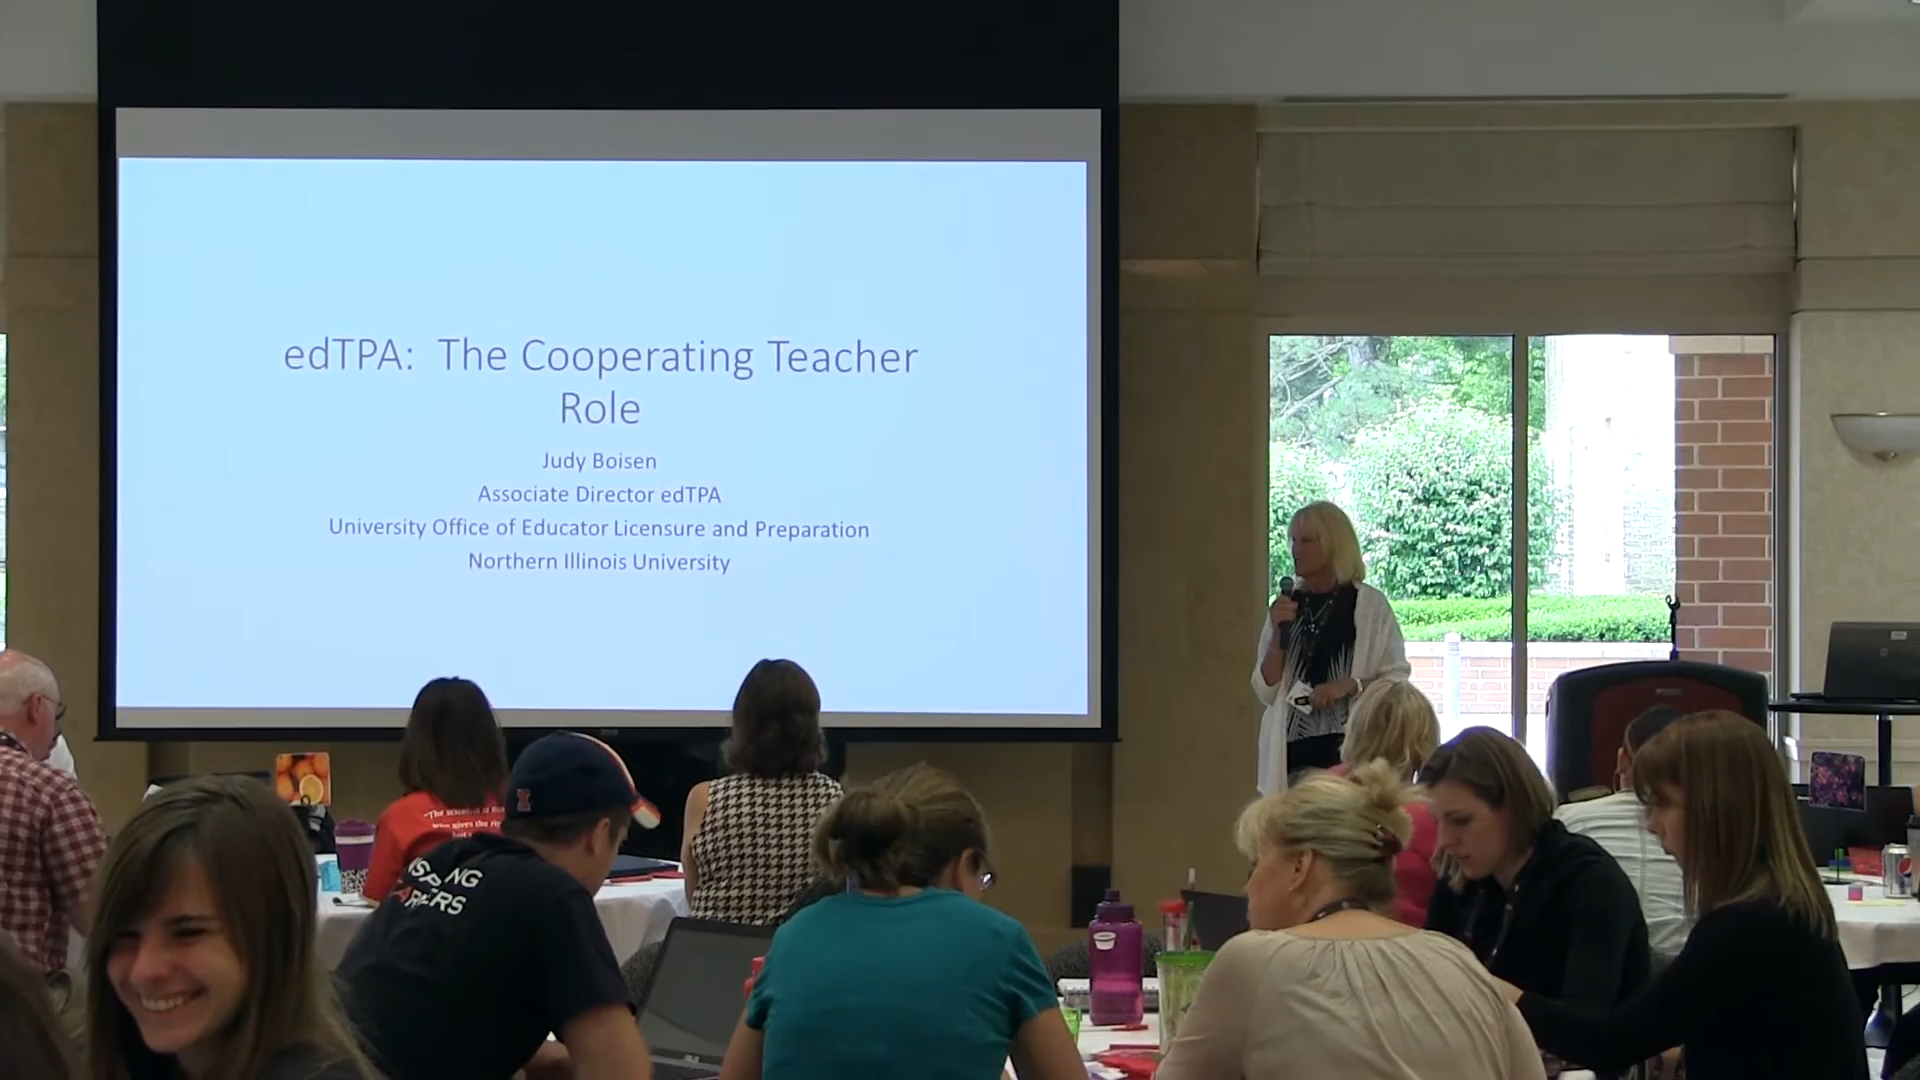 edTPA:  The Cooperating Teacher
Role
Judy Boisen
Associate Director edTPA
University Office of Educator Licensure and Preparation
Northern Illinois University